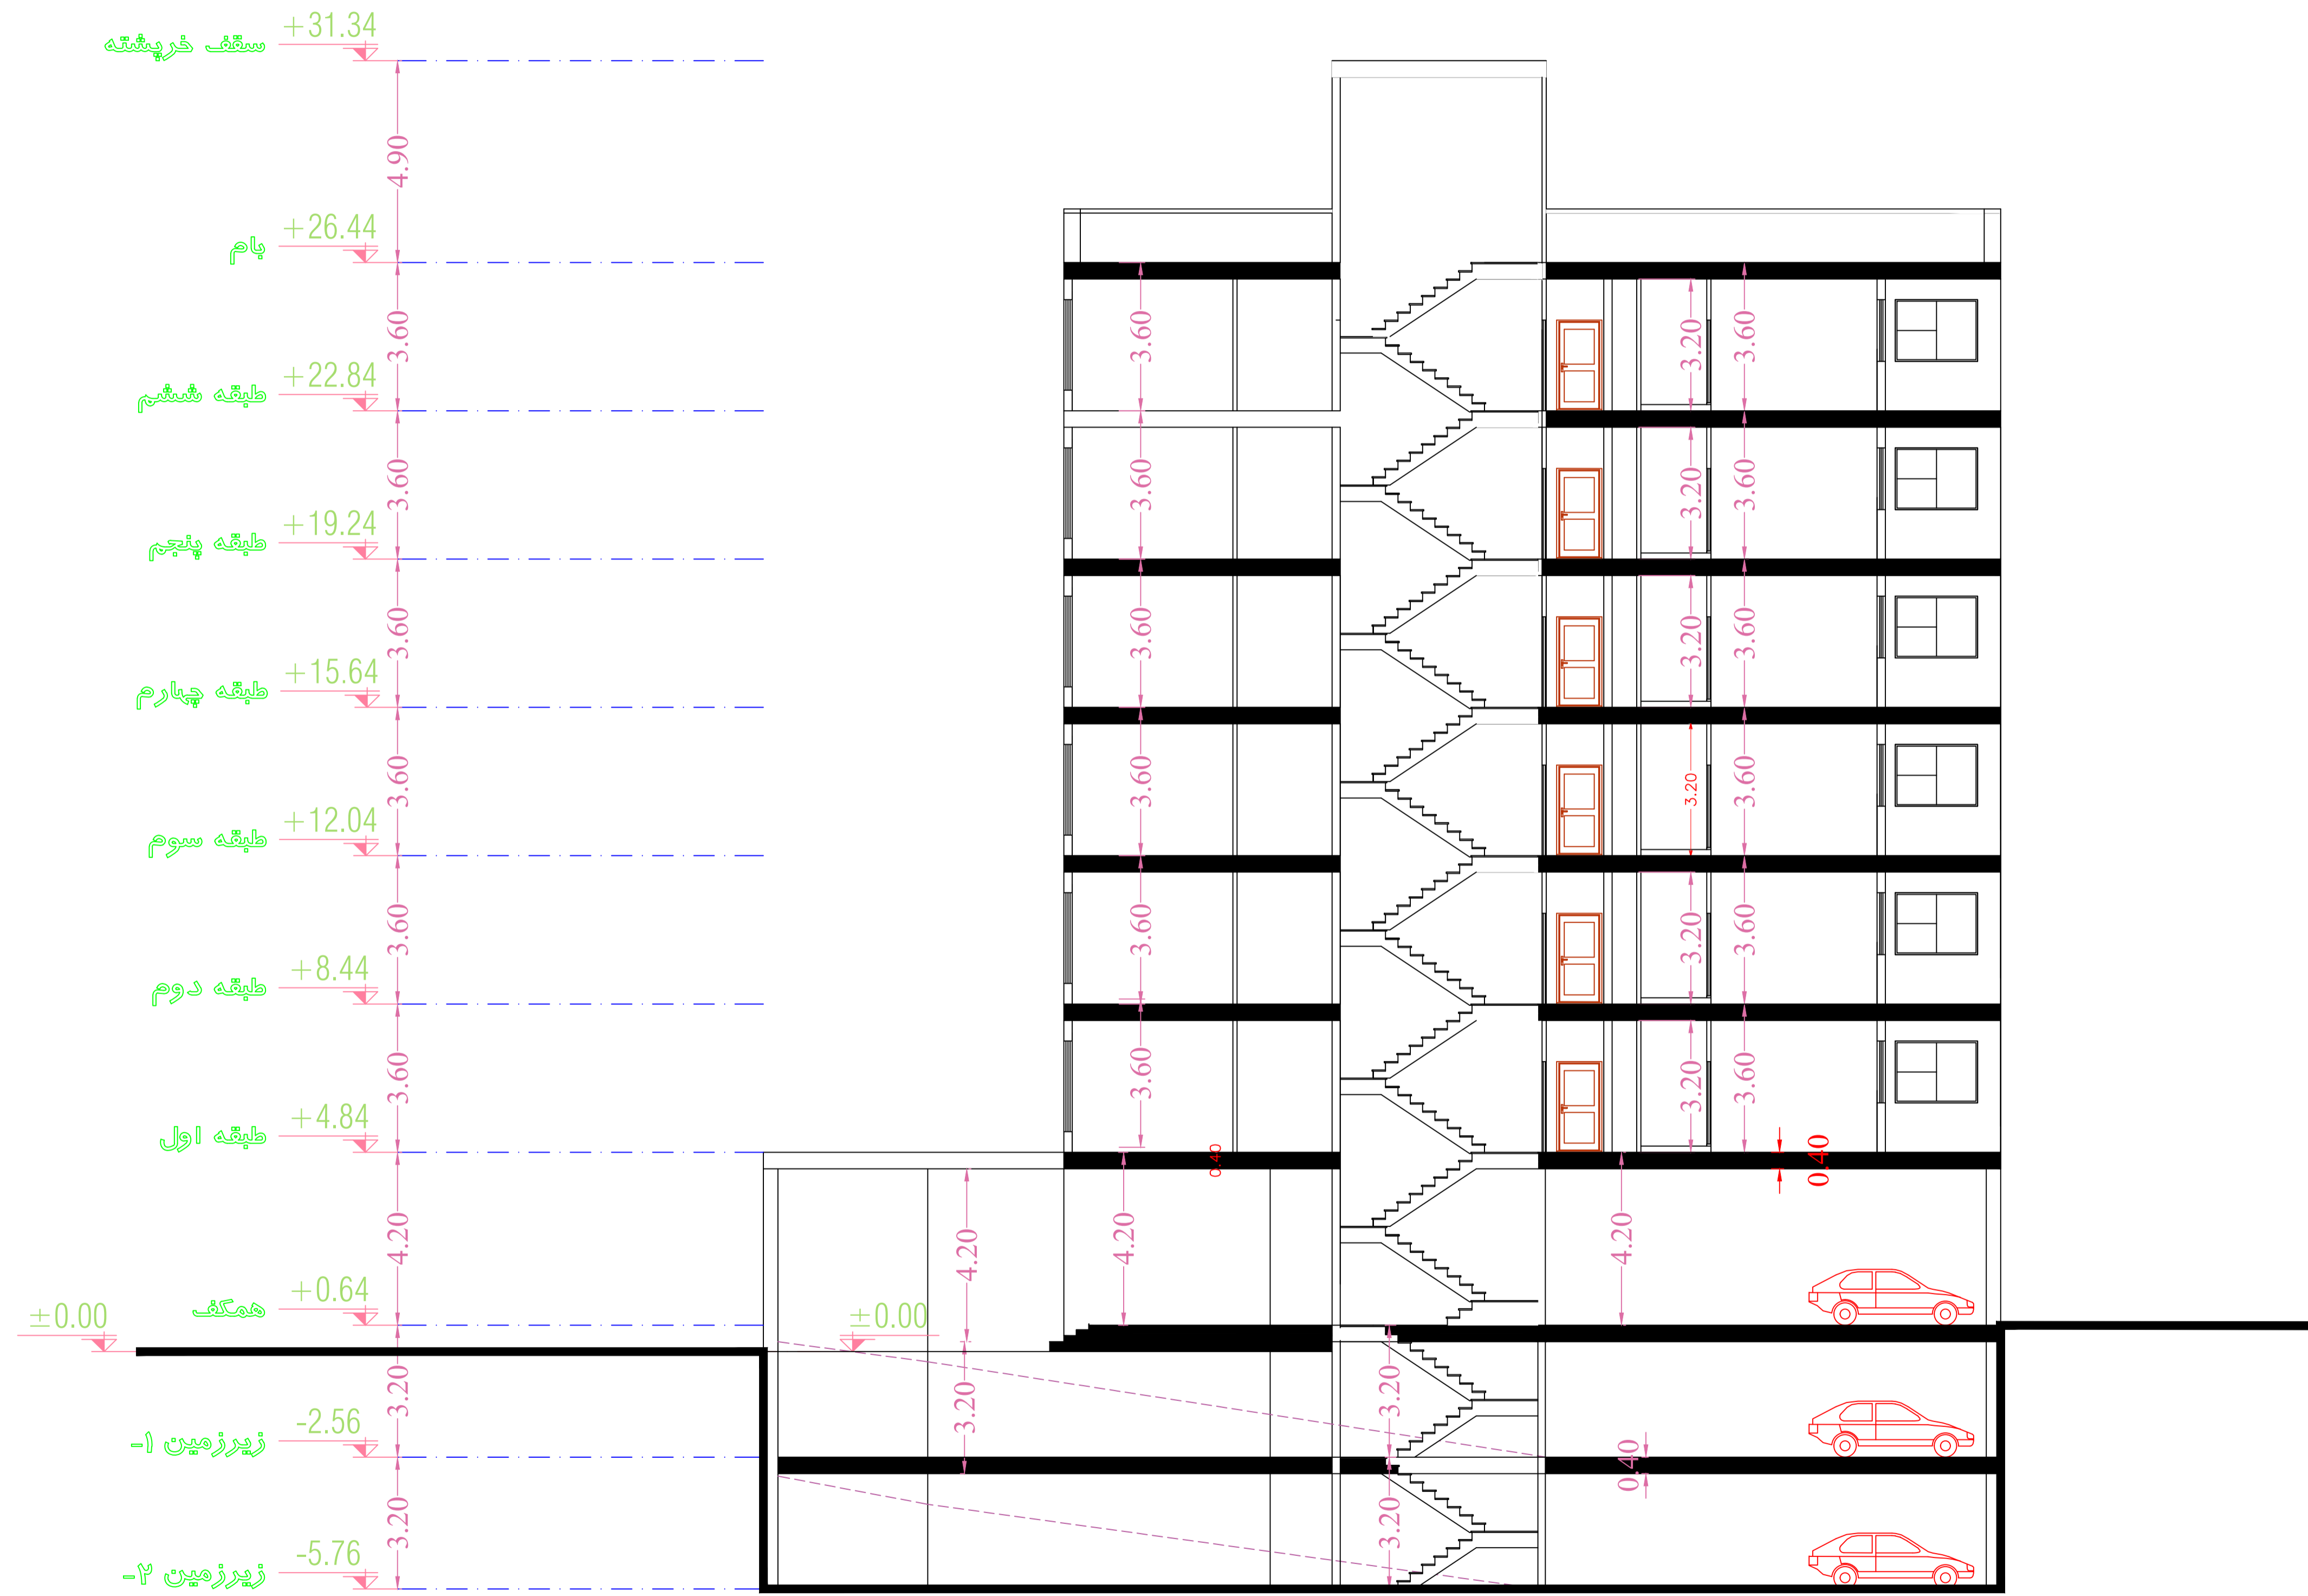 سقف خرپشته +31.34
4.90
بام +26.44
3.60 3.60 3.20 3.60
طبقه ششم +22.84
3.60 3.60 3.20 3.60
طبقه پنجم +19.24
3.60 3.60 3.20 3.60
طبقه چهارم +15.64
3.60 3.60 3.20 3.60
طبقه سوم +12.04
3.60 3.60 3.20 3.60
طبقه دوم +8.44
3.60 3.60 3.20 3.60
طبقه اول +4.84
0.40 0.40
4.20 4.20 4.20 4.20
همکف +0.64
±0.00 ±0.00
3.20 3.20 3.20
زیرزمین ۱- -2.56
0.40
3.20 3.20
زیرزمین ۲- -5.76